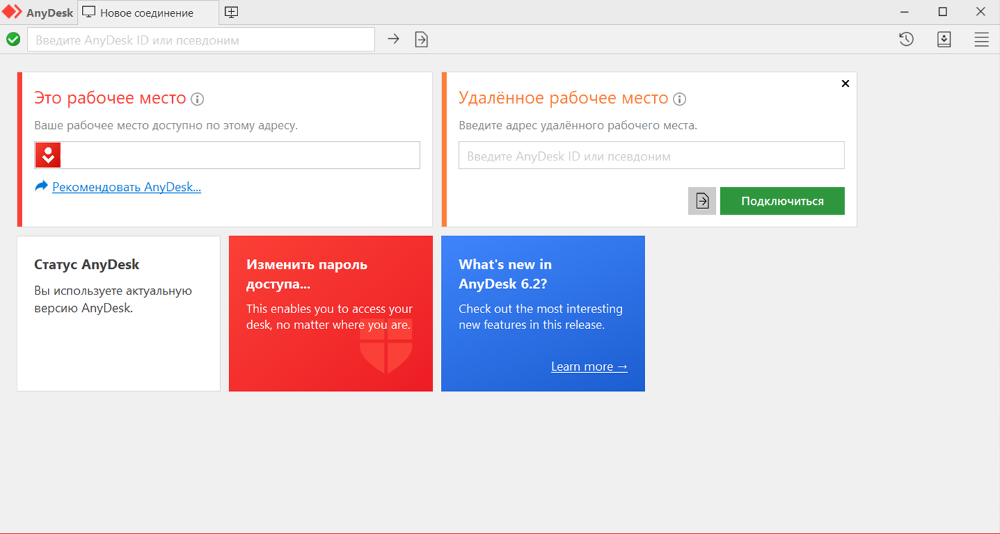 AnyDesk
Новое соединение
Введите AnyDesk ID или псевдоним
Это рабочее место
Ваше рабочее место доступно по этому адресу.
Рекомендовать AnyDesk...
Удалённое рабочее место
Введите адрес удалённого рабочего места.
Введите AnyDesk ID или псевдоним
Подключиться
Статус AnyDesk
Вы используете актуальную
версию AnyDesk.
Изменить пароль
доступа...
This enables you to access your
desk, no matter where you are.
What's new in
AnyDesk 6.2?
Check out the most interesting
new features in this release.
Learn more →